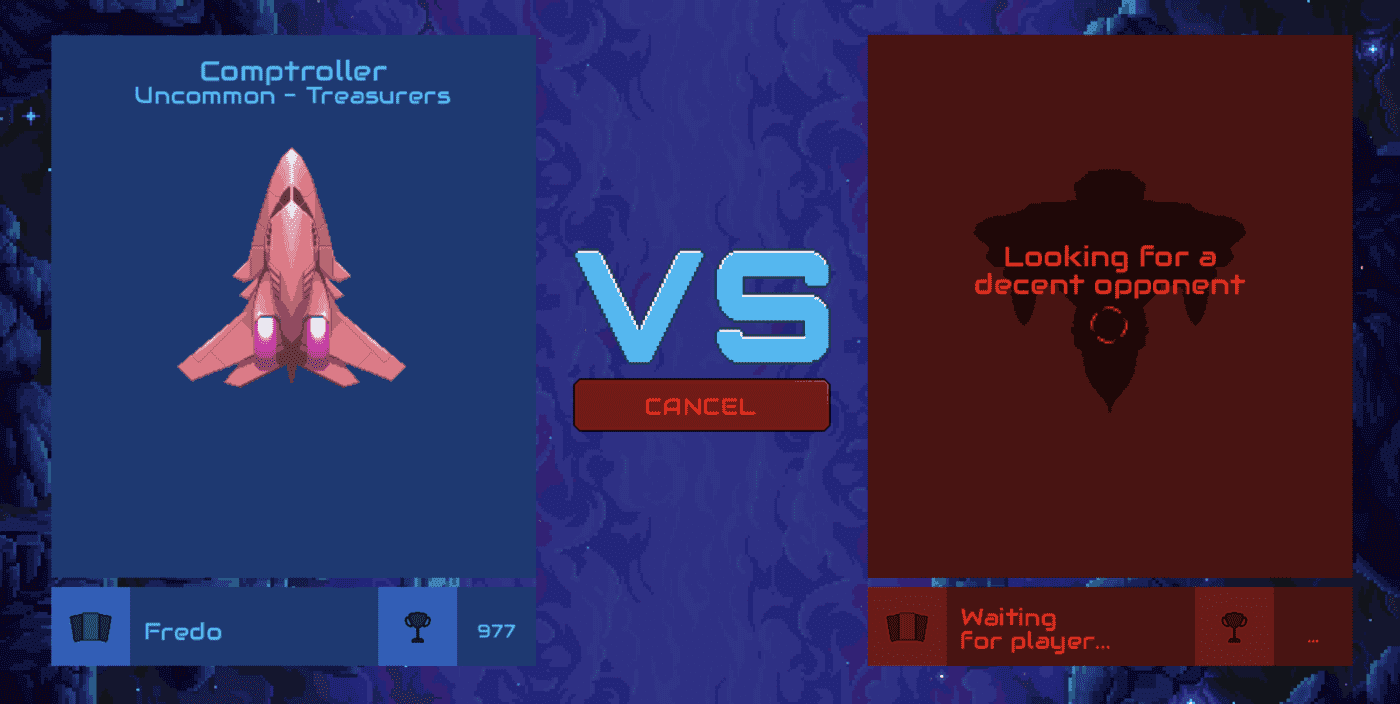 Comptroller
Uncommon - Treasurers
VS
CANCEL
Looking for a
decent opponent
Fredo
977
Waiting
for player...
...